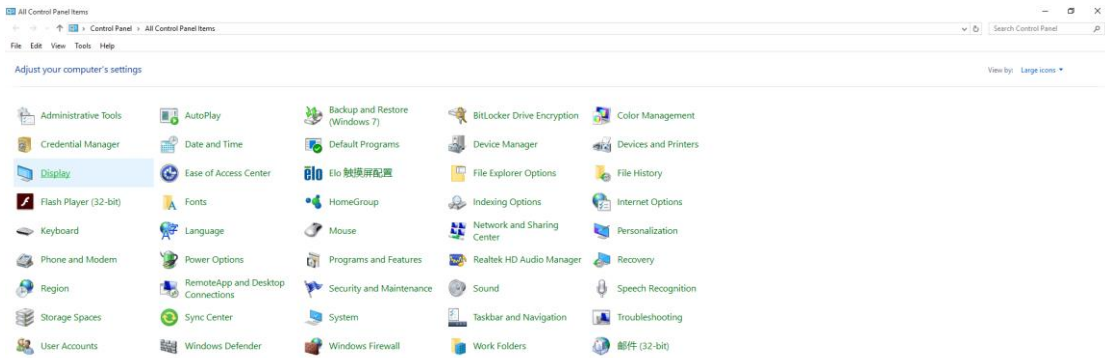 All Control Panel Items
Control Panel > All Control Panel Items
Search Control Panel
File Edit View Tools Help
Adjust your computer's settings
View by: Large icons
Administrative Tools
AutoPlay
Backup and Restore
(Windows 7)
BitLocker Drive Encryption
Color Management
Credential Manager
Date and Time
Default Programs
Device Manager
Devices and Printers
Display
Ease of Access Center
elo
Elo 触摸屏配置
File Explorer Options
File History
Flash Player (32-bit)
Fonts
HomeGroup
Indexing Options
Internet Options
Keyboard
Language
Mouse
Network and Sharing
Center
Personalization
Phone and Modem
Power Options
Programs and Features
Realtek HD Audio Manager
Recovery
Region
RemoteApp and Desktop
Connections
Security and Maintenance
Sound
Speech Recognition
Storage Spaces
Sync Center
System
Taskbar and Navigation
Troubleshooting
User Accounts
Windows Defender
Windows Firewall
Work Folders
邮件 (32-bit)